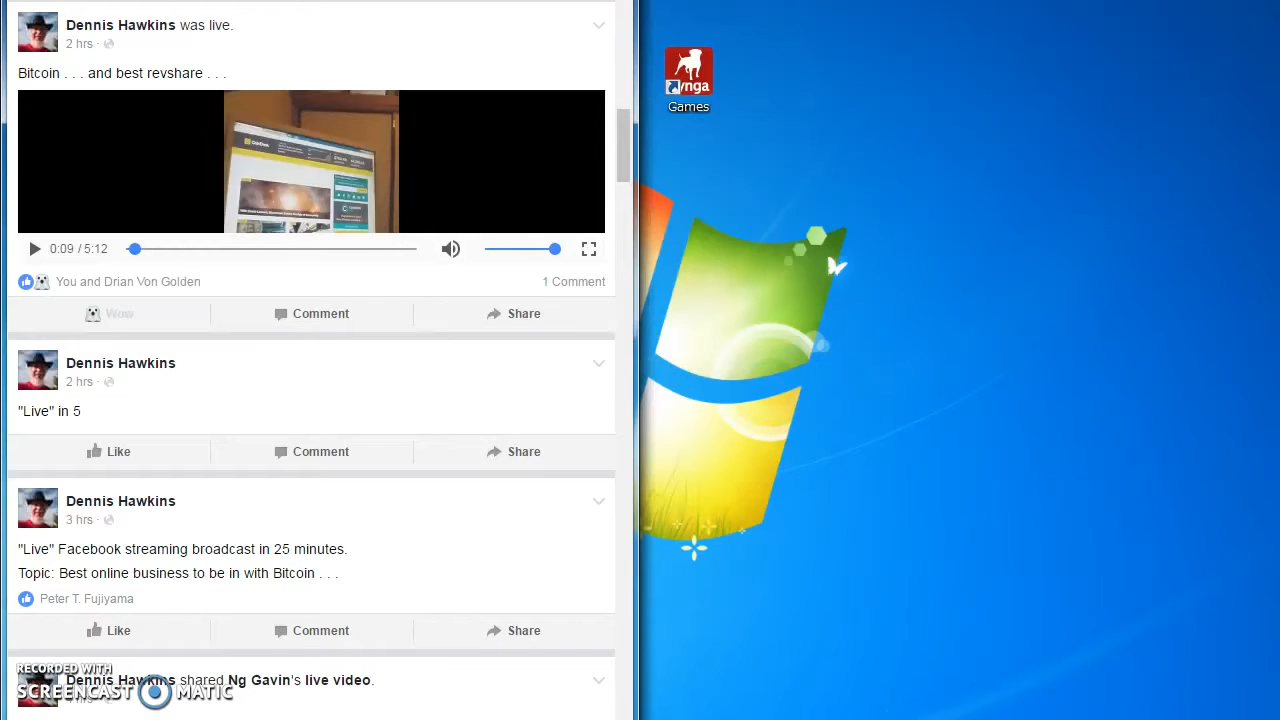 Dennis Hawkins was live.
2 hrs ·
Bitcoin . . . and best revshare . . .
0:09 / 5:12
You and Drian Von Golden
1 Comment
Wow
Comment
Share
Dennis Hawkins
2 hrs ·
"Live" in 5
Like
Comment
Share
Dennis Hawkins
3 hrs ·
"Live" Facebook streaming broadcast in 25 minutes.
Topic: Best online business to be in with Bitcoin . . .
Peter T. Fujiyama
Like
Comment
Share
Dennis Hawkins shared Ng Gavin's live video.
RECORDED WITH
SCREENCAST MATIC
ynga
Games